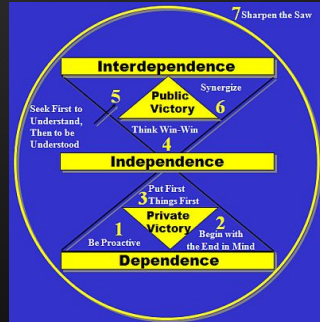 7 Sharpen the Saw
Interdependence
Public
Victory
5
6
Synergize
Seek First to
Understand,
Then to be
Understood
Think Win-Win
4
Independence
Put First
3 Things First
Private
Victory
1
Be Proactive
2
Begin with
the End in Mind
Dependence